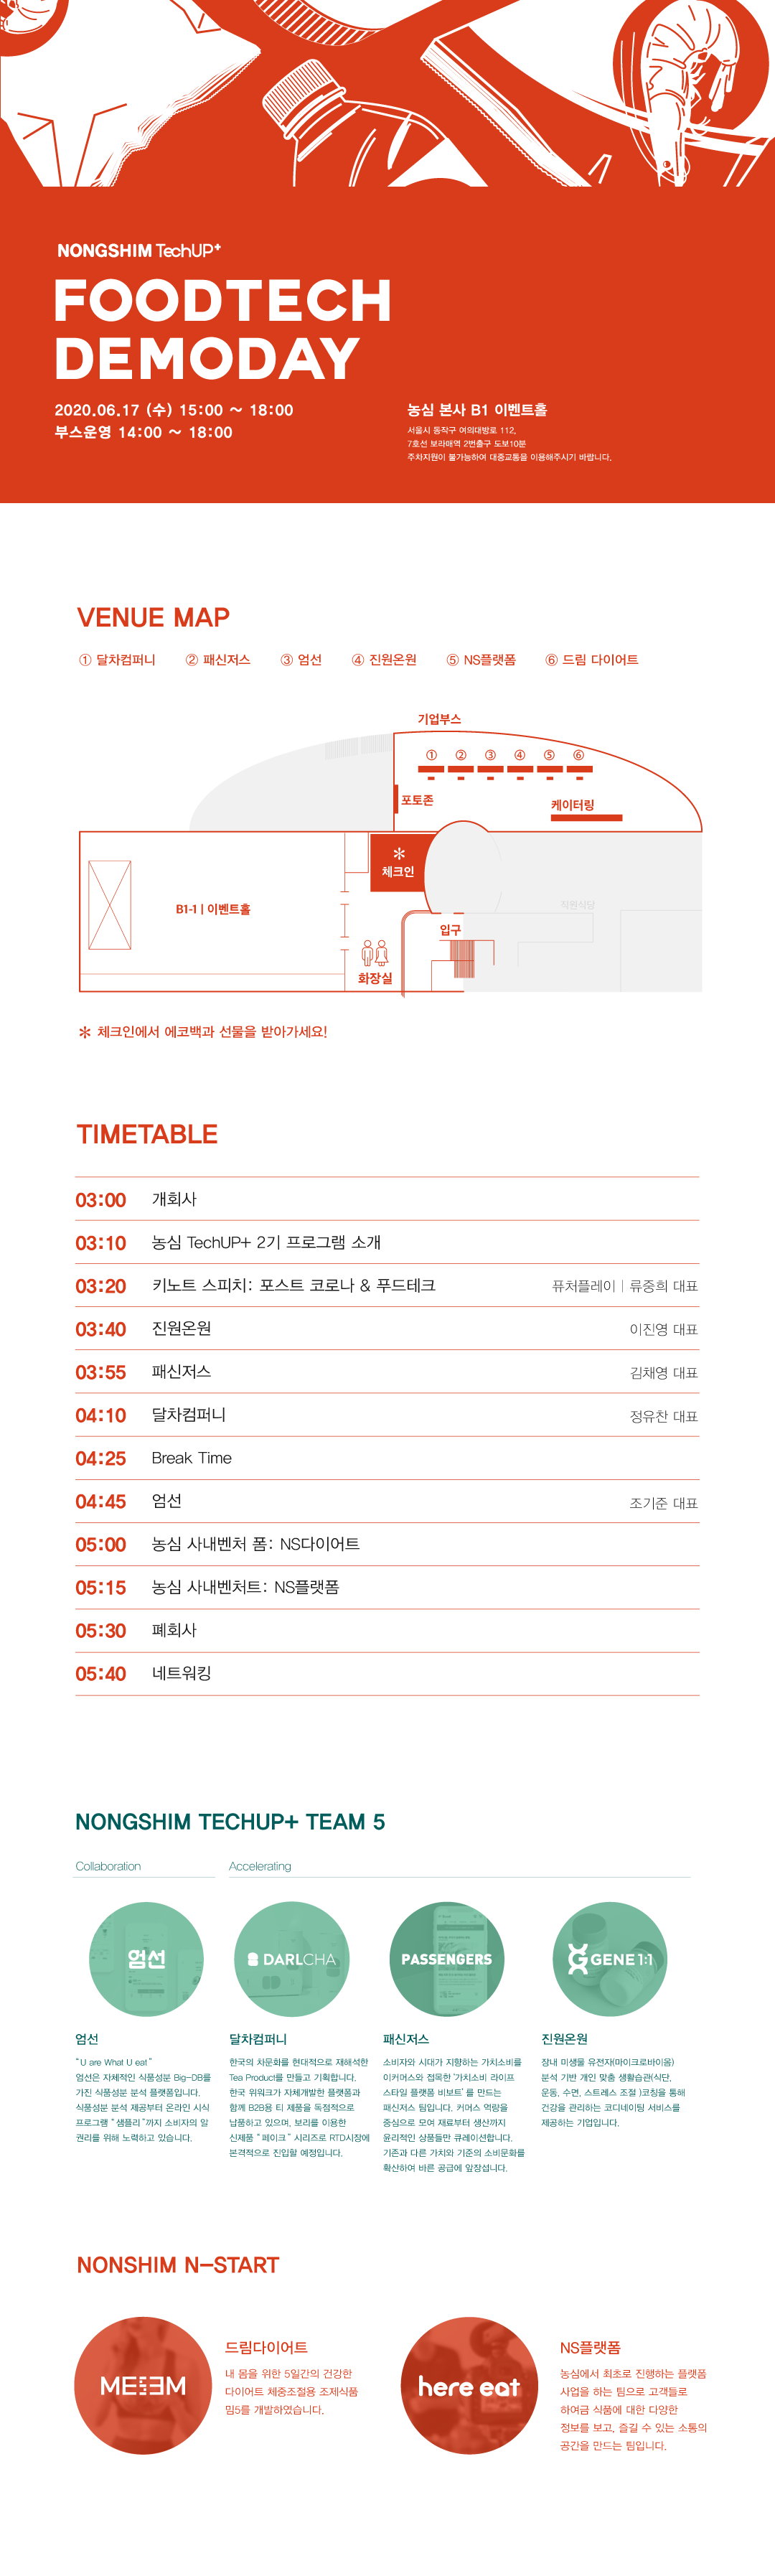 NONGSHIM TechUP+
FOODTECH
DEMODAY
2020.06.17 (수) 15:00 ~ 18:00
부스운영 14:00 ~ 18:00
농심 본사 B1 이벤트홀
서울시 동작구 여의대방로 112,
7호선 보라매역 2번출구 도보10분
주차지원이 불가능하여 대중교통을 이용해주시기 바랍니다.
VENUE MAP
① 달차컴퍼니 ② 패신저스 ③ 엄선 ④ 진원온원 ⑤ NS플랫폼 ⑥ 드림 다이어트
기업부스
① ② ③ ④ ⑤ ⑥
포토존
케이터링
✻
체크인
B1-1 | 이벤트홀
직원식당
입구
화장실
✻ 체크인에서 에코백과 선물을 받아가세요!
TIMETABLE
03:00 개회사
03:10 농심 TechUP+ 2기 프로그램 소개
03:20 키노트 스피치: 포스트 코로나 & 푸드테크 퓨처플레이 | 류중희 대표
03:40 진원온원 이진영 대표
03:55 패신저스 김채영 대표
04:10 달차컴퍼니 정유찬 대표
04:25 Break Time
04:45 엄선 조기준 대표
05:00 농심 사내벤처 폼: NS다이어트
05:15 농심 사내벤처트: NS플랫폼
05:30 폐회사
05:40 네트워킹
NONGSHIM TECHUP+ TEAM 5
Collaboration
Accelerating
엄선
DARLCHA
PASSENGERS
GENE 1:1
엄선
“U are What U eat”
엄선은 자체적인 식품성분 Big-DB를
가진 식품성분 분석 플랫폼입니다.
식품성분 분석 제공부터 온라인 시식
프로그램 “샘플리”까지 소비자의 알
권리를 위해 노력하고 있습니다.
달차컴퍼니
한국의 차문화를 현대적으로 재해석한
Tea Product를 만들고 기획합니다.
한국 위워크가 자체개발한 플랫폼과
함께 B2B용 티 제품을 독점적으로
납품하고 있으며, 보리를 이용한
신제품 “페이크” 시리즈로 RTD시장에
본격적으로 진입할 예정입니다.
패신저스
소비자와 시대가 지향하는 가치소비를
이커머스와 접목한 ‘가치소비 라이프
스타일 플랫폼 비보트’ 를 만드는
패신저스 팀입니다. 커머스 역량을
중심으로 모여 재료부터 생산까지
윤리적인 상품들만 큐레이션합니다.
기존과 다른 가치와 기준의 소비문화를
확산하여 바른 공급에 앞장섭니다.
진원온원
장내 미생물 유전자(마이크로바이옴)
분석 기반 개인 맞춤 생활습관(식단,
운동, 수면, 스트레스 조절 )코칭을 통해
건강을 관리하는 코디네이팅 서비스를
제공하는 기업입니다.
NONSHIM N-START
드림다이어트
내 몸을 위한 5일간의 건강한
다이어트 체중조절용 조제식품
밈5를 개발하였습니다.
here eat
NS플랫폼
농심에서 최초로 진행하는 플랫폼
사업을 하는 팀으로 고객들로
하여금 식품에 대한 다양한
정보를 보고, 즐길 수 있는 소통의
공간을 만드는 팀입니다.